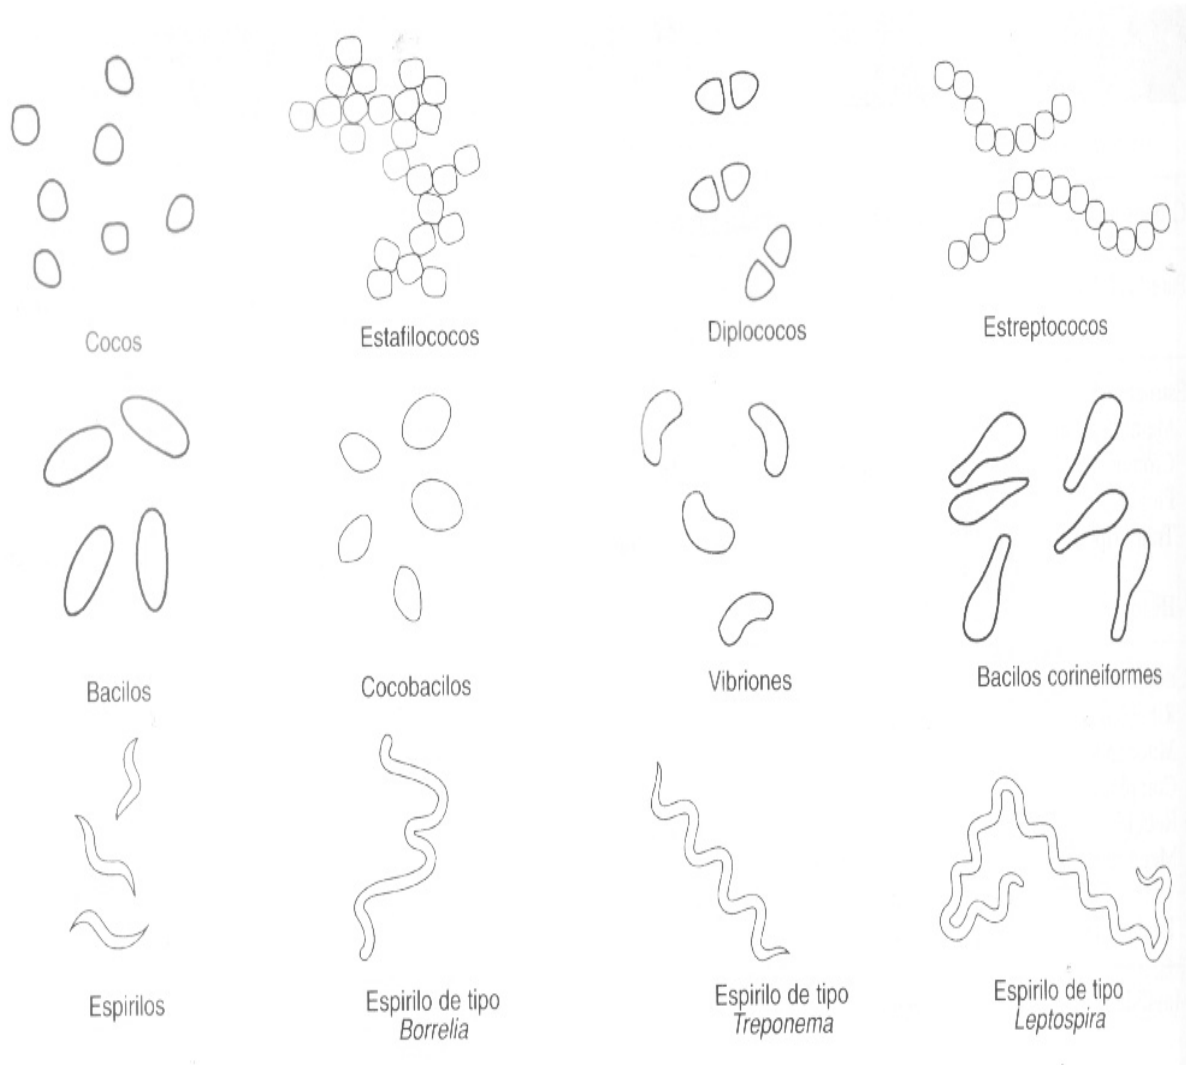 Cocos
Estafilococos
Diplococos
Estreptococos
Bacilos
Cocobacilos
Vibriones
Bacilos corineiformes
Espirilos
Espirilo de tipo
Borrelia
Espirilo de tipo
Treponema
Espirilo de tipo
Leptospira